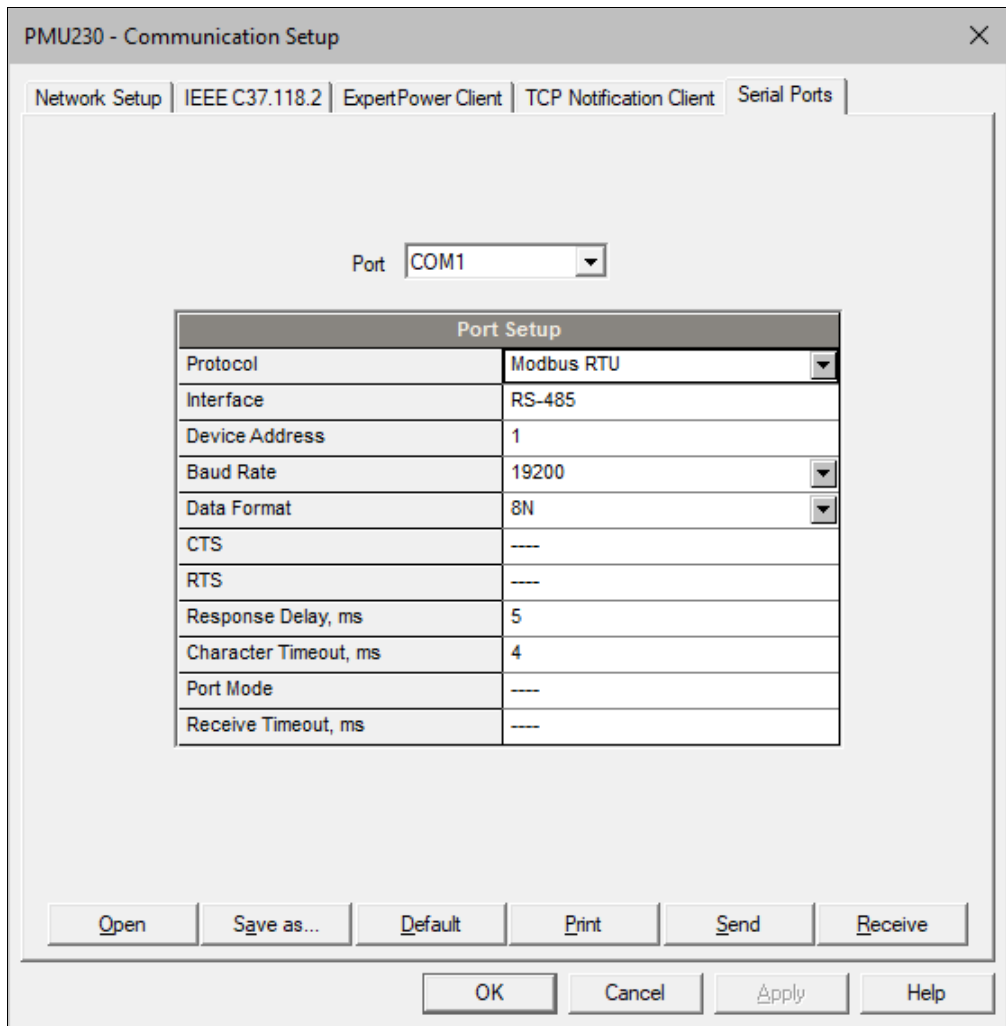 PMU230 - Communication Setup
Network Setup IEEE C37.118.2 ExpertPower Client TCP Notification Client Serial Ports
Port COM1
Port Setup
Protocol Modbus RTU
Interface RS-485
Device Address 1
Baud Rate 19200
Data Format 8N
CTS ----
RTS ----
Response Delay, ms 5
Character Timeout, ms 4
Port Mode ----
Receive Timeout, ms ----
Open Save as... Default Print Send Receive
OK Cancel Apply Help